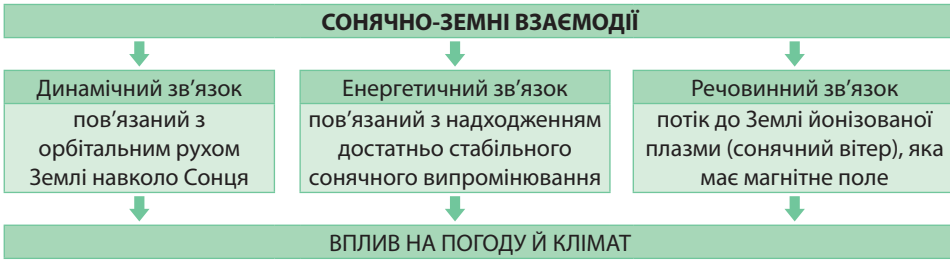 СОНЯЧНО-ЗЕМНІ ВЗАЄМОДІЇ
Динамічний зв'язок
пов'язаний з
орбітальним рухом
Землі навколо Сонця
Енергетичний зв'язок
пов'язаний з надходженням
достатньо стабільного
сонячного випромінювання
Речовинний зв'язок
потік до Землі йонізованої
плазми (сонячний вітер), яка
має магнітне поле
ВПЛИВ НА ПОГОДУ Й КЛІМАТ